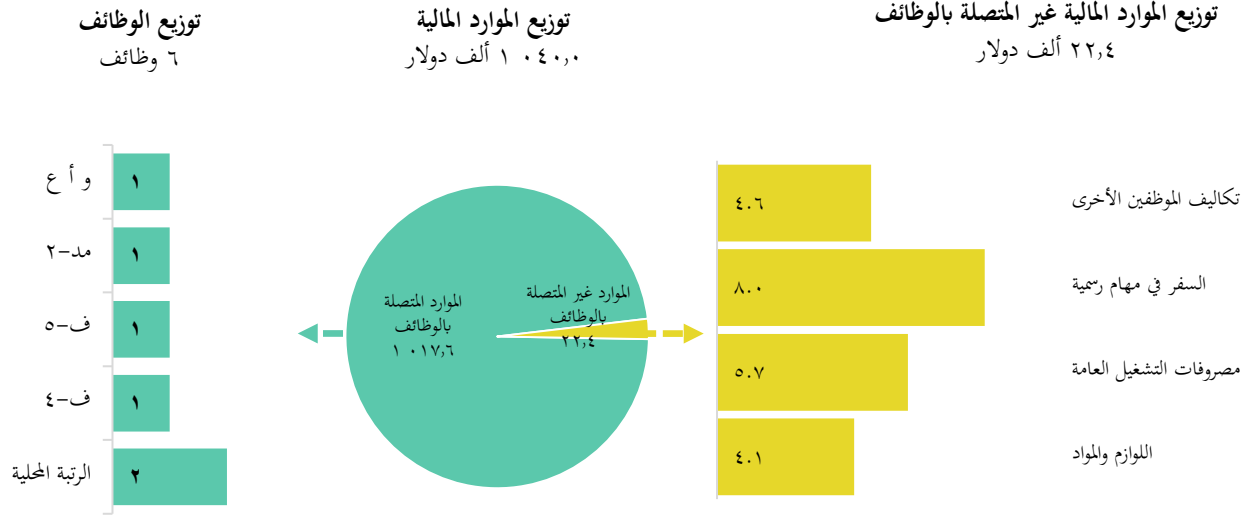 توزيع الموارد المالية غير المتصلة بالوظائف
٢٢,٤ ألف دولار
تكاليف الموظفين الأخرى
٤.٦
السفر في مهام رسمية
٨.٠
مصروفات التشغيل العامة
٥.٧
اللوازم والمواد
٤.١
توزيع الموارد المالية
١ ٠٤٠,٠ ألف دولار
الموارد غير المتصلة
بالوظائف
٢٢,٤
الموارد المتصلة
بالوظائف
١ ٠١٧,٦
توزيع الوظائف
٦ وظائف
و أ ع
١
مد-٢
١
ف-٥
١
ف-٤
١
الرتبة المحلية
٢